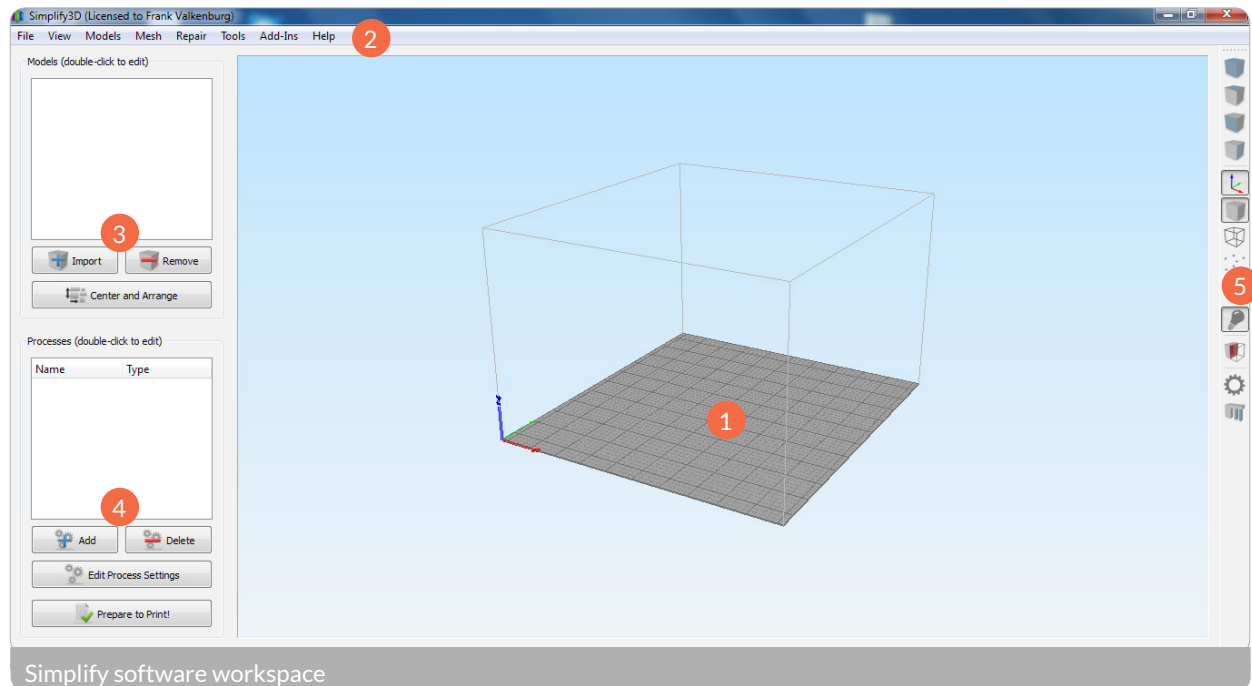 Simplify3D (Licensed to Frank Valkenburg)
File View Models Mesh Repair Tools Add-Ins Help
2
Models (double-click to edit)
3
Import Remove
Center and Arrange
5
Processes (double-click to edit)
Name Type
1
4
Add Delete
Edit Process Settings
Prepare to Print!
Simplify software workspace